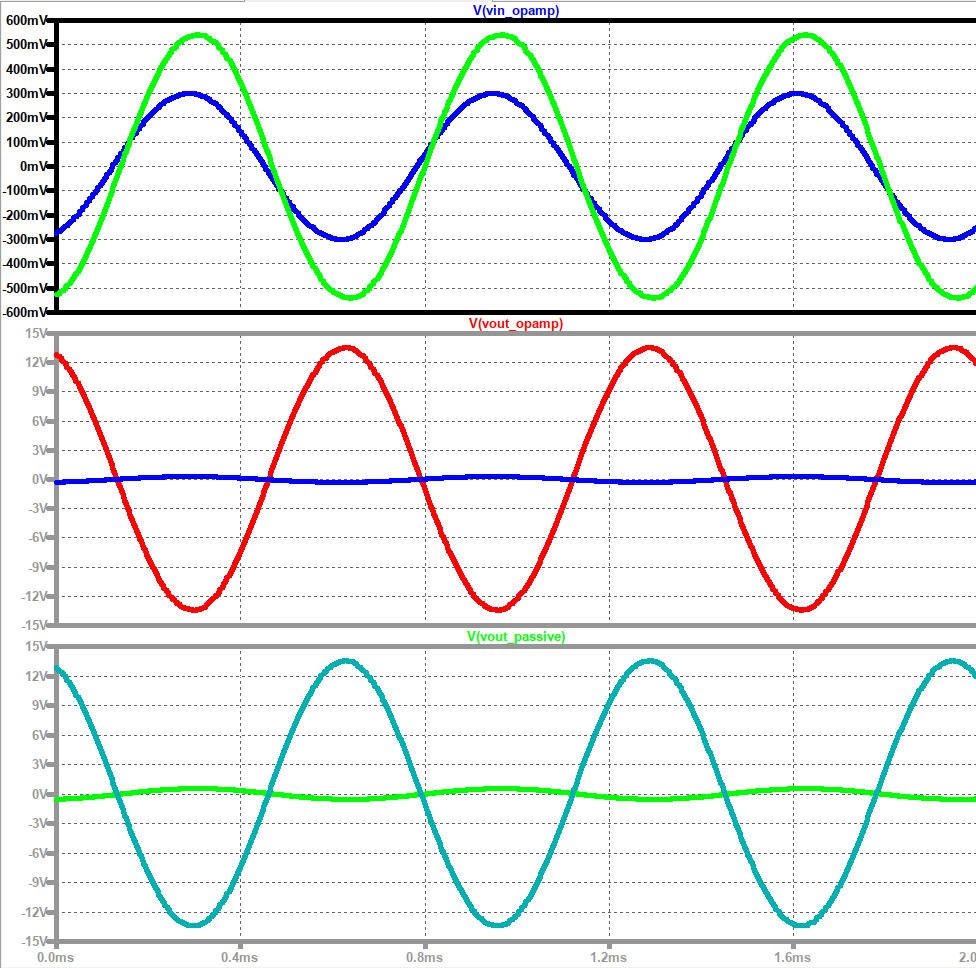 V(vin_opamp)
600mV
500mV
400mV
300mV
200mV
100mV
0mV
-100mV
-200mV
-300mV
-400mV
-500mV
-600mV
V(vout_opamp)
15V
12V
9V
6V
3V
0V
-3V
-6V
-9V
-12V
-15V
V(vout_passive)
15V
12V
9V
6V
3V
0V
-3V
-6V
-9V
-12V
-15V
0.0ms 0.4ms 0.8ms 1.2ms 1.6ms